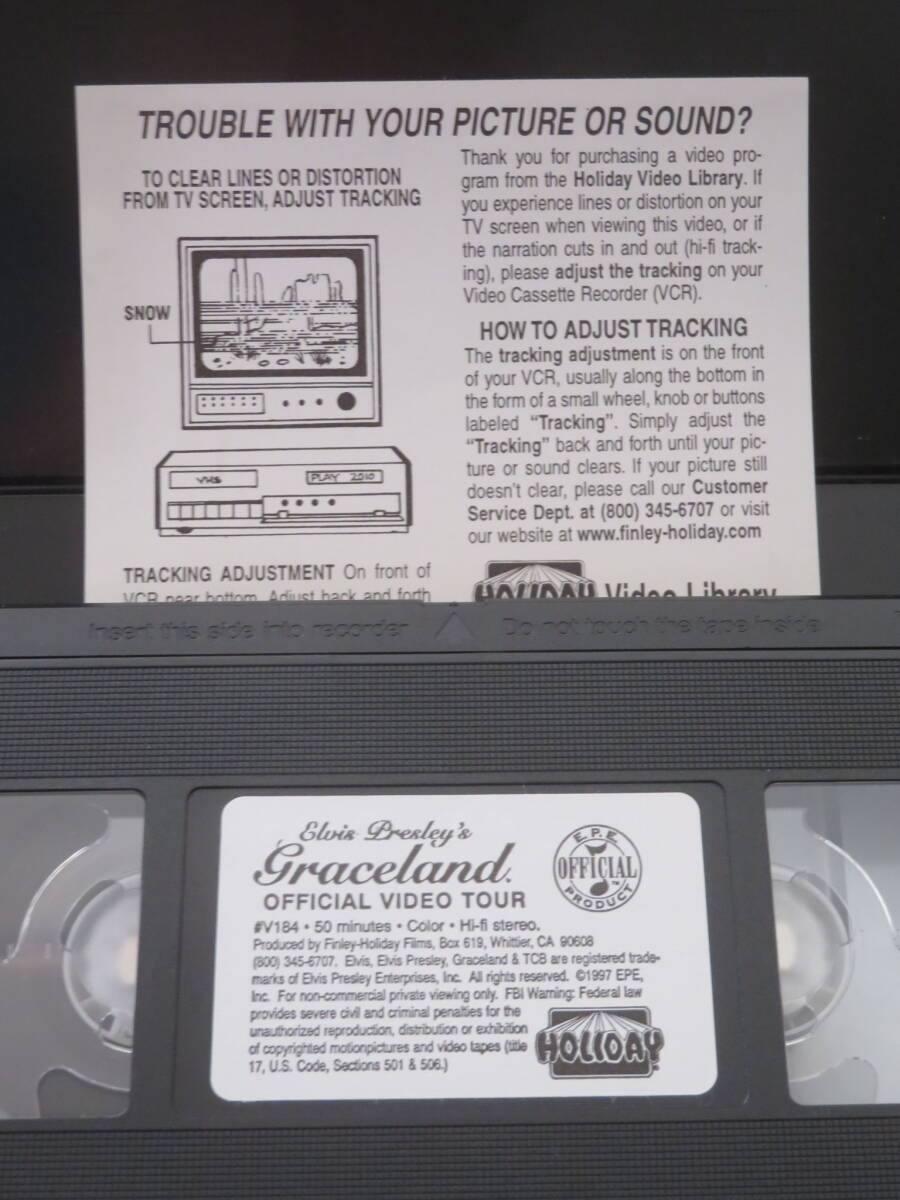 TROUBLE WITH YOUR PICTURE OR SOUND?
TO CLEAR LINES OR DISTORTION
FROM TV SCREEN, ADJUST TRACKING
SNOW
VHS
PLAY 2010
TRACKING ADJUSTMENT On front of
VCR near bottom. Adjust back and forth
Thank you for purchasing a video pro-
gram from the Holiday Video Library. If
you experience lines or distortion on your
TV screen when viewing this video, or if
the narration cuts in and out (hi-fi track-
ing), please adjust the tracking on your
Video Cassette Recorder (VCR).
HOW TO ADJUST TRACKING
The tracking adjustment is on the front
of your VCR, usually along the bottom in
the form of a small wheel, knob or buttons
labeled "Tracking". Simply adjust the
"Tracking" back and forth until your pic-
ture or sound clears. If your picture still
doesn't clear, please call our Customer
Service Dept. at (800) 345-6707 or visit
our website at www.finley-holiday.com
HOLIDAY Video Library
Insert this side into recorder Do not touch the tape inside
Elvis Presley's
Graceland.
OFFICIAL VIDEO TOUR
E.P.E.
OFFICIAL
™
PRODUCT
#V184 • 50 minutes • Color • Hi-fi stereo.
Produced by Finley-Holiday Films, Box 619, Whittier, CA 90608
(800) 345-6707. Elvis, Elvis Presley, Graceland & TCB are registered trade-
marks of Elvis Presley Enterprises, Inc. All rights reserved. ©1997 EPE,
Inc. For non-commercial private viewing only. FBI Warning: Federal law
provides severe civil and criminal penalties for the
unauthorized reproduction, distribution or exhibition
of copyrighted motionpictures and video tapes (title
17, U.S. Code, Sections 501 & 506.)
HOLIDAY